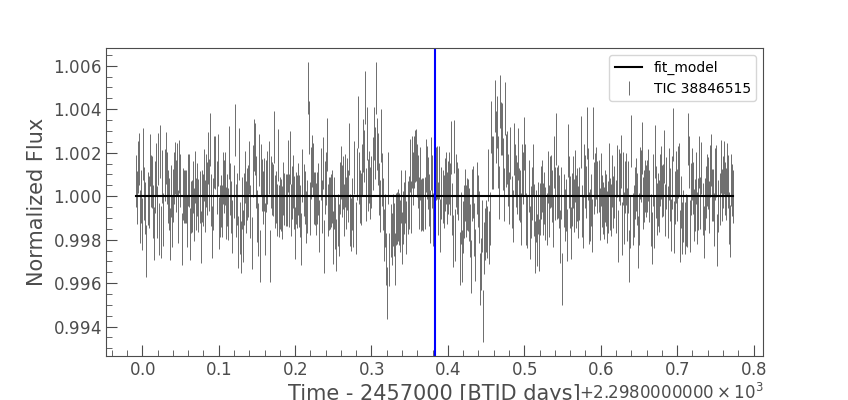 1.006
1.004
1.002
1.000
0.998
0.996
0.994
Normalized Flux
fit_model
TIC 38846515
0.0 0.1 0.2 0.3 0.4 0.5 0.6 0.7 0.8
Time - 2457000 [BTJD days]
+2.2980000000 × 10³